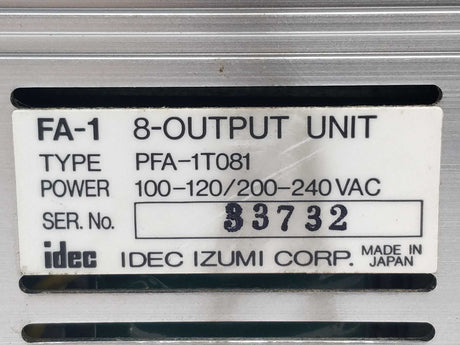 FA-1 8-OUTPUT UNIT
TYPE PFA-1T081
POWER 100-120/200-240 VAC
SER. No. 33732
idec IDEC IZUMI CORP. MADE IN JAPAN